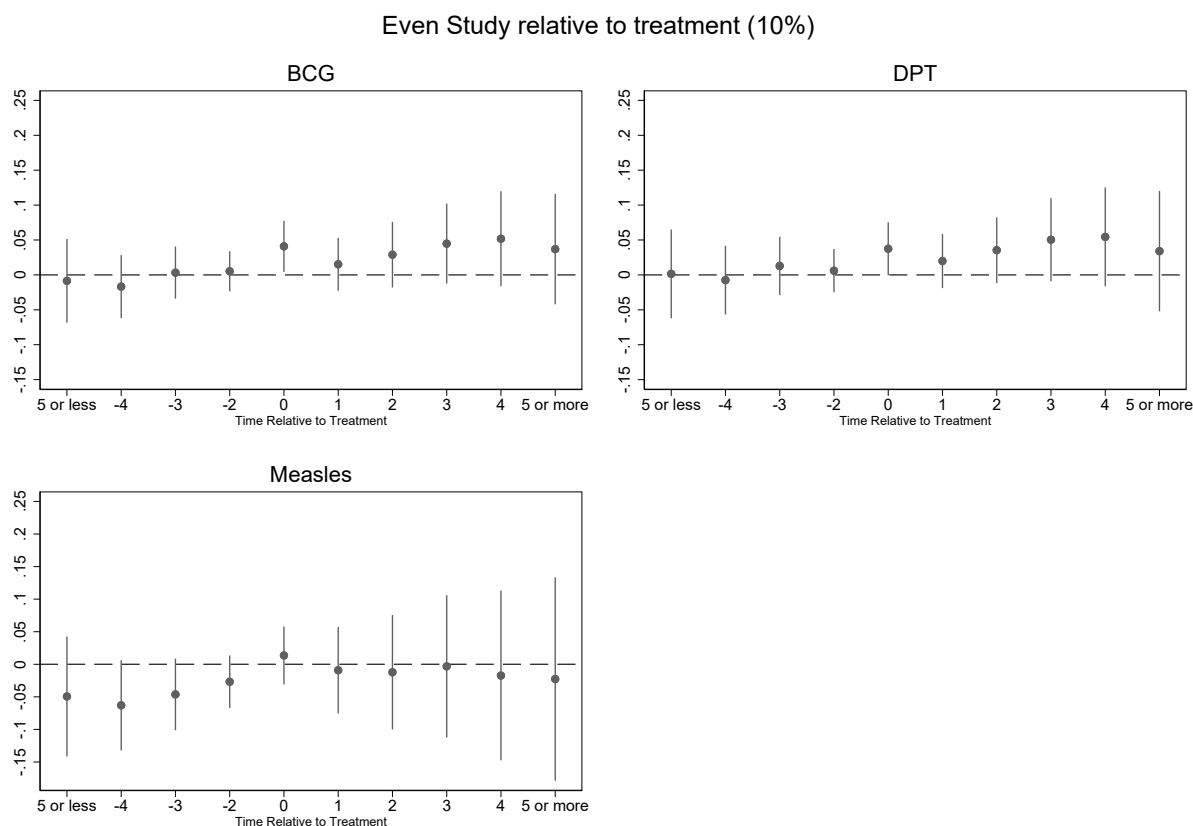 Even Study relative to treatment (10%)
BCG
.25
.2
.15
.1
.05
0
-.05
-.1
-.15
5 or less -4 -3 -2 0 1 2 3 4 5 or more
Time Relative to Treatment
DPT
.25
.2
.15
.1
.05
0
-.05
-.1
-.15
5 or less -4 -3 -2 0 1 2 3 4 5 or more
Time Relative to Treatment
Measles
.25
.2
.15
.1
.05
0
-.05
-.1
-.15
5 or less -4 -3 -2 0 1 2 3 4 5 or more
Time Relative to Treatment